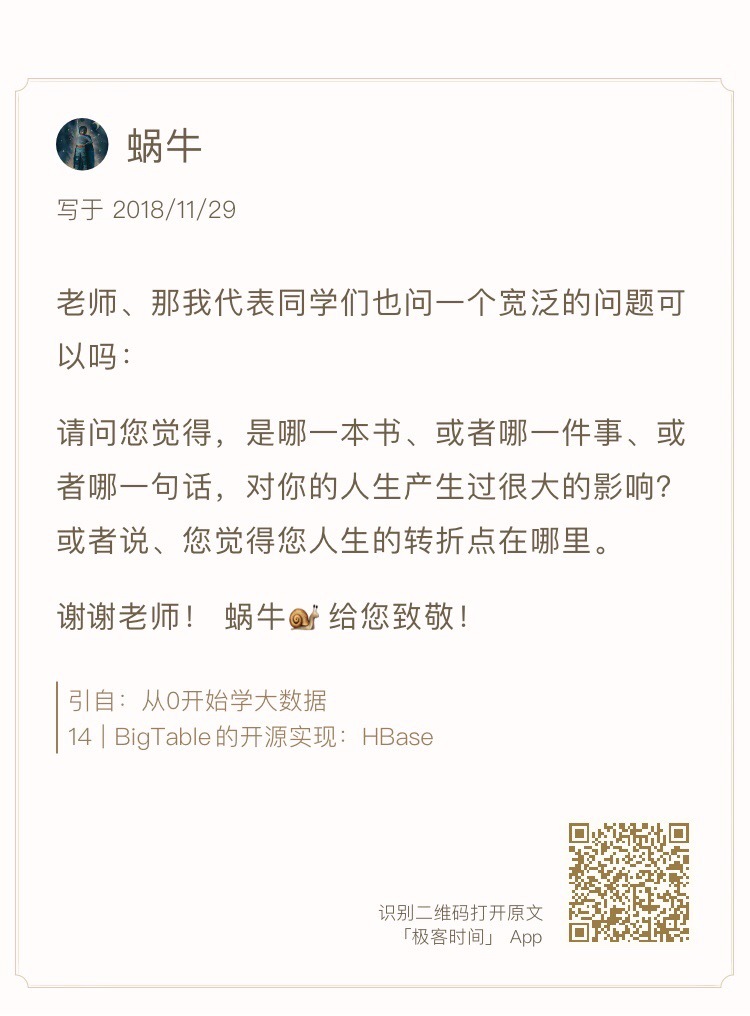 蜗牛
写于 2018/11/29
老师、那我代表同学们也问一个宽泛的问题可
以吗：
请问您觉得，是哪一本书、或者哪一件事、或
者哪一句话，对你的人生产生过很大的影响？
或者说、您觉得您人生的转折点在哪里。
谢谢老师！ 蜗牛🐌 给您致敬！
引自：从0开始学大数据
14 | BigTable的开源实现：HBase
识别二维码打开原文
「极客时间」 App